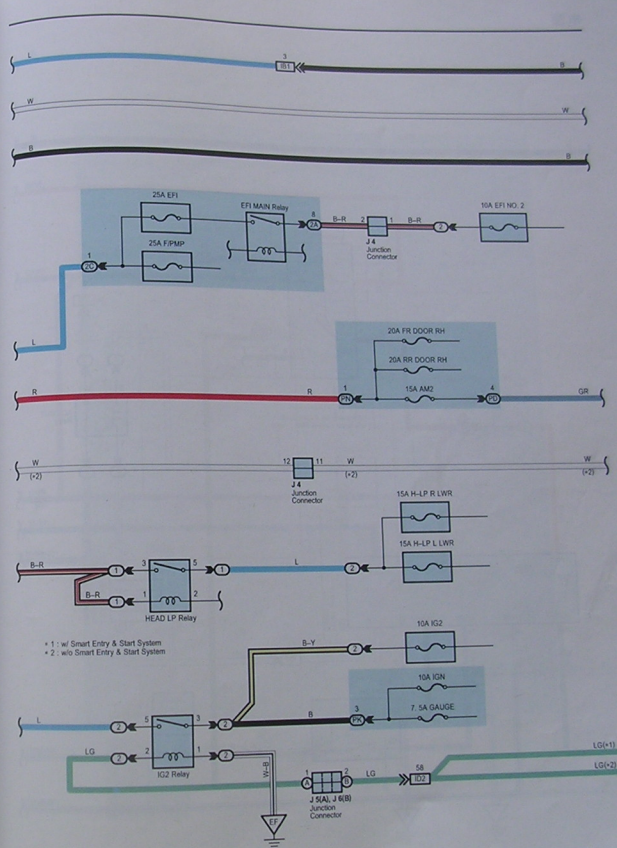 L 3 IB1 B
W W
B B
25A EFI
EFI MAIN Relay
8 2A B–R 2 1 B–R 2
10A EFI NO. 2
J 4
Junction
Connector
25A F/PMP
1
2G
L
20A FR DOOR RH
20A RR DOOR RH
R R 1 PN 15A AM2 4 PD GR
W 12 11 W W
(*2) (*2) (*2)
J 4
Junction
Connector
15A H–LP R LWR
15A H–LP L LWR
B–R 1 3 5 1 L 2
B–R 1 1 2
HEAD LP Relay
* 1 : w/ Smart Entry & Start System
* 2 : w/o Smart Entry & Start System
10A IG2
B–Y 2
10A IGN
7. 5A GAUGE
L 2 5 3 2 B 3 PK
LG 2 2 1 2
IG2 Relay
W–B
EF
1 A 2 B LG 58 ID2
J 5(A), J 6(B)
Junction
Connector
LG(*1)
LG(*2)